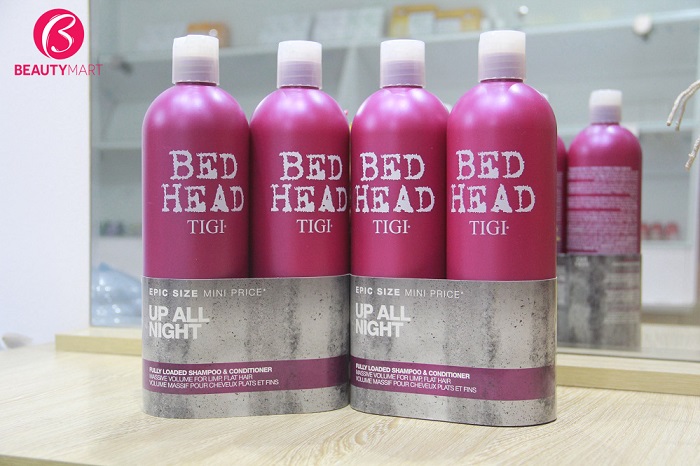 B
BEAUTYMART
BED
HEAD
TIGI
BED
HEAD
TIGI
BED
HEAD
TIGI
BED
HEAD
TIGI
EPIC SIZE MINI PRICE*
UP ALL
NIGHT
FULLY LOADED SHAMPOO & CONDITIONER
MASSIVE VOLUME FOR LIMP, FLAT HAIR
VOLUME MASSIF POUR CHEVEUX PLATS ET FINS
EPIC SIZE MINI PRICE*
UP ALL
NIGHT
FULLY LOADED SHAMPOO & CONDITIONER
MASSIVE VOLUME FOR LIMP, FLAT HAIR
VOLUME MASSIF POUR CHEVEUX PLATS ET FINS